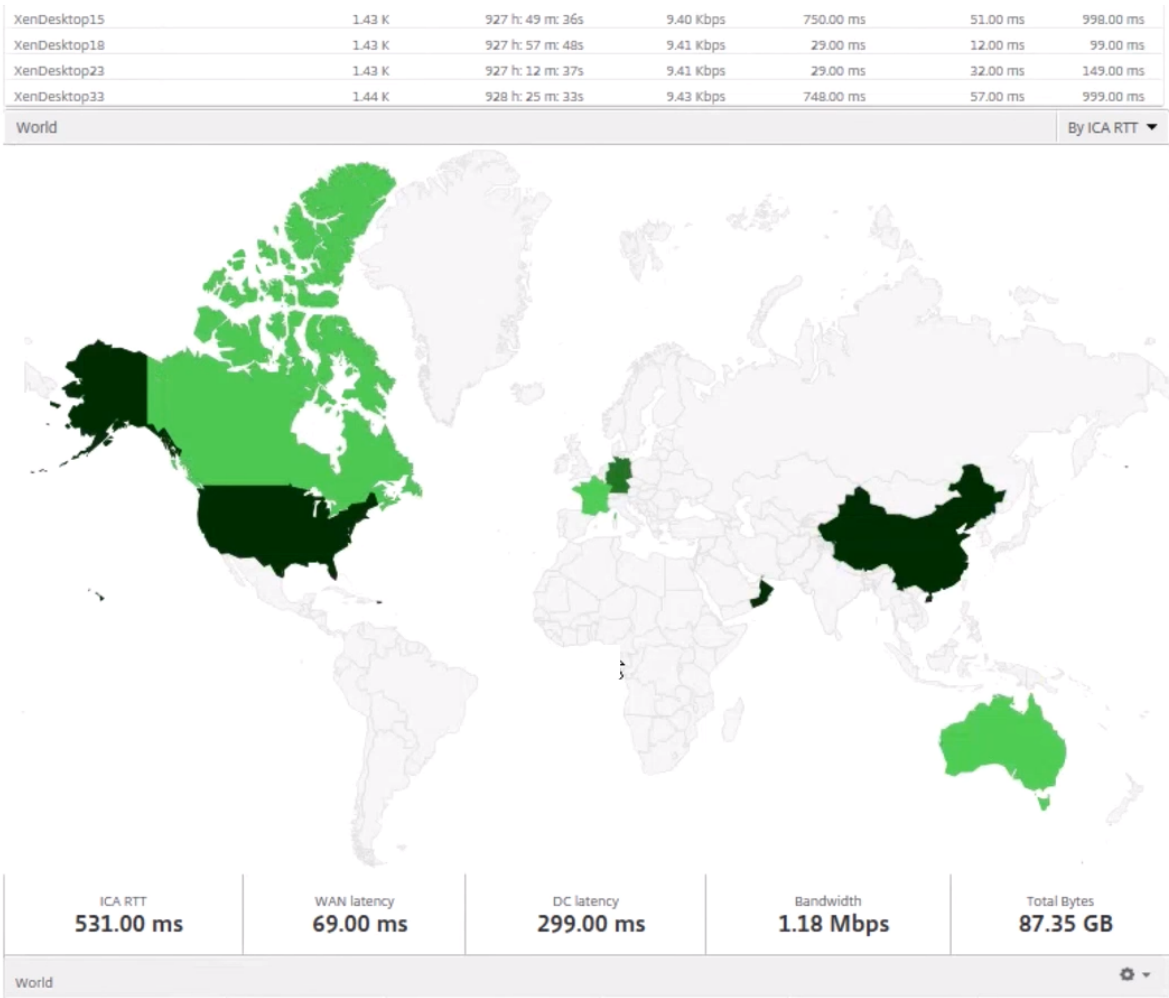 XenDesktop15 1.43 K 927 h: 49 m: 36s 9.40 Kbps 750.00 ms 51.00 ms 998.00 ms
XenDesktop18 1.43 K 927 h: 57 m: 48s 9.41 Kbps 29.00 ms 12.00 ms 99.00 ms
XenDesktop23 1.43 K 927 h: 12 m: 37s 9.41 Kbps 29.00 ms 32.00 ms 149.00 ms
XenDesktop33 1.44 K 928 h: 25 m: 33s 9.43 Kbps 748.00 ms 57.00 ms 999.00 ms
World By ICA RTT
ICA RTT WAN latency DC latency Bandwidth Total Bytes
531.00 ms 69.00 ms 299.00 ms 1.18 Mbps 87.35 GB
World